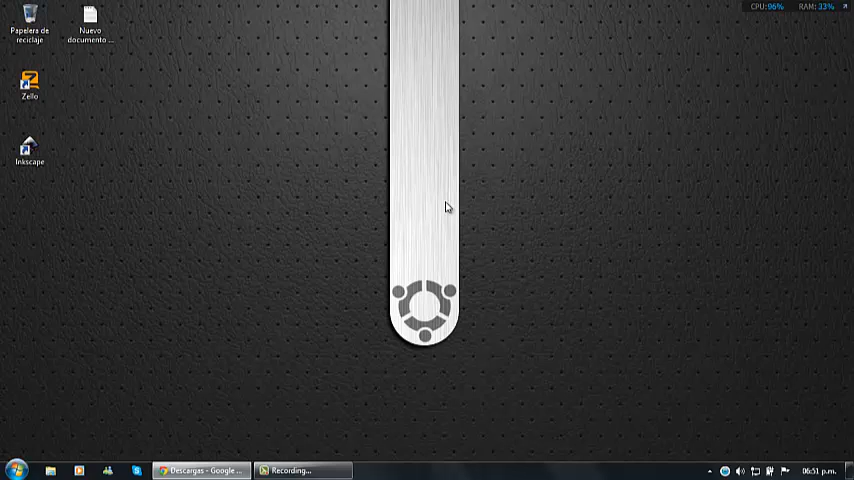 CPU:96% RAM: 33%
Papelera de
reciclaje
Nuevo
documento ...
Zello
Inkscape
Descargas - Google ...
Recording...
06:51 p.m.